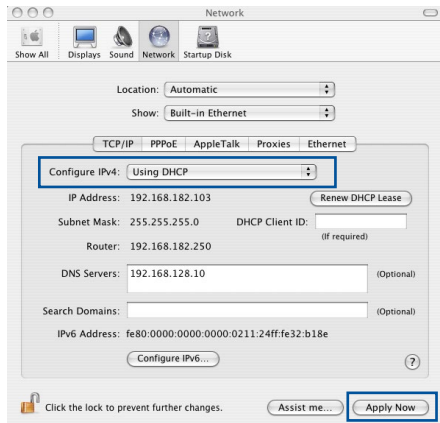 Network
Show All Displays Sound Network Startup Disk
Location: Automatic
Show: Built-in Ethernet
TCP/IP PPPoE AppleTalk Proxies Ethernet
Configure IPv4: Using DHCP
IP Address: 192.168.182.103 Renew DHCP Lease
Subnet Mask: 255.255.255.0 DHCP Client ID:
(If required)
Router: 192.168.182.250
DNS Servers: 192.168.128.10 (Optional)
Search Domains: (Optional)
IPv6 Address: fe80:0000:0000:0000:0211:24ff:fe32:b18e
Configure IPv6... ?
Click the lock to prevent further changes. Assist me... Apply Now